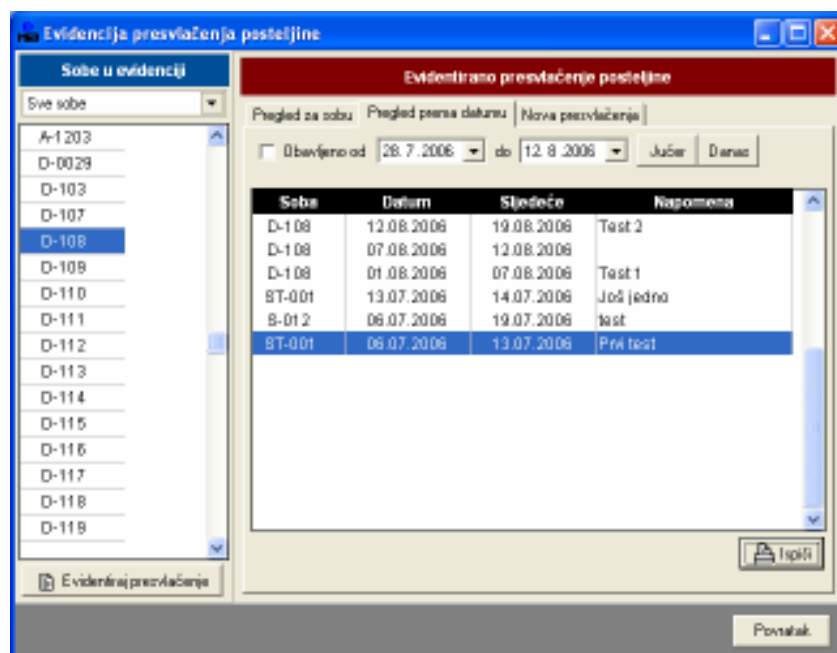 Evidencija presvlačenja posteljine
Sobe u evidenciji
Sve sobe
A-1203
D-0029
D-103
D-107
D-108
D-109
D-110
D-111
D-112
D-113
D-114
D-115
D-116
D-117
D-118
D-119
Evidentiraj presvlačenje
Evidentirano presvlačenje posteljine
Pregled za sobu Pregled prema datumu Nova presvlačenja
Obavljeno od 28. 7. 2006 do 12. 8. 2006 Jučer Danas
Soba Datum Sljedeće Napomena
D-108 12.08.2006 19.08.2006 Test 2
D-108 07.08.2006 12.08.2006
D-108 01.08.2006 07.08.2006 Test 1
ST-001 13.07.2006 14.07.2006 Još jedno
S-012 06.07.2006 19.07.2006 test
ST-001 06.07.2006 13.07.2006 Prvi test
Ispiši
Povratak